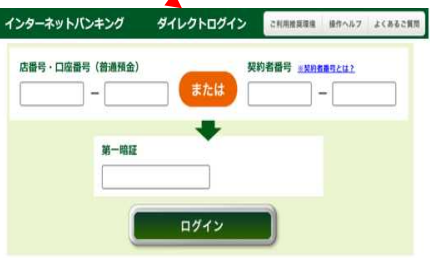 インターネットバンキング ダイレクトログイン ご利用推奨環境 操作ヘルプ よくあるご質問
店番号・口座番号（普通預金） または 契約者番号 ※契約者番号とは？
－ －
第一暗証
ログイン